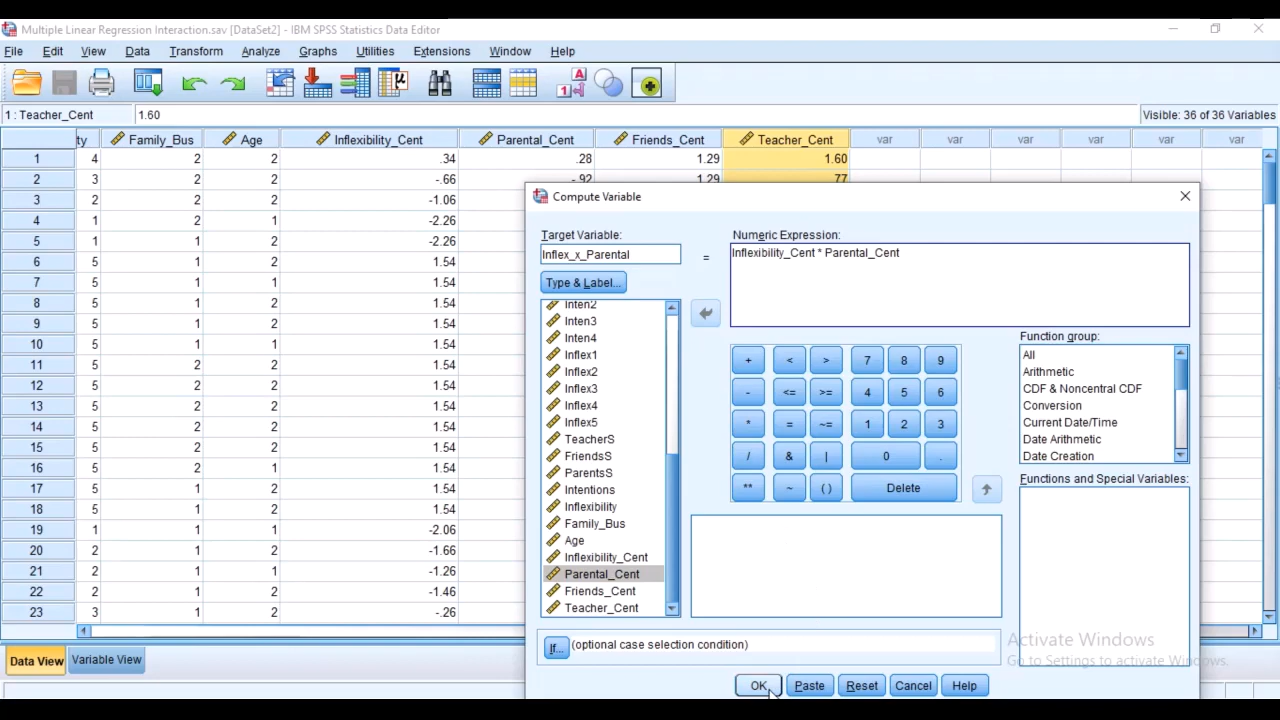 Multiple Linear Regression Interaction.sav [DataSet2] - IBM SPSS Statistics Data Editor
File Edit View Data Transform Analyze Graphs Utilities Extensions Window Help
1 : Teacher_Cent 1.60 Visible: 36 of 36 Variables
ty Family_Bus Age Inflexibility_Cent Parental_Cent Friends_Cent Teacher_Cent var var var var var var
1 4 2 2 .34 .28 1.29 1.60
2 3 2 2 -.66 -.92 1.29 .77
3 2 2 2 -1.06
4 1 2 1 -2.26
5 1 1 2 -2.26
6 5 1 2 1.54
7 5 1 1 1.54
8 5 1 2 1.54
9 5 1 2 1.54
10 5 1 1 1.54
11 5 2 2 1.54
12 5 2 2 1.54
13 5 2 2 1.54
14 5 1 2 1.54
15 5 2 2 1.54
16 5 2 1 1.54
17 5 1 2 1.54
18 5 1 2 1.54
19 1 1 1 -2.06
20 2 1 2 -1.66
21 2 1 1 -1.26
22 2 1 2 -1.46
23 3 1 2 -.26
Data View Variable View
Compute Variable
Target Variable:
Inflex_x_Parental
=
Numeric Expression:
Inflexibility_Cent * Parental_Cent
Type & Label...
Inten2
Inten3
Inten4
Inflex1
Inflex2
Inflex3
Inflex4
Inflex5
TeacherS
FriendsS
ParentsS
Intentions
Inflexibility
Family_Bus
Age
Inflexibility_Cent
Parental_Cent
Friends_Cent
Teacher_Cent
+ < > 7 8 9
- <= >= 4 5 6
* = ~= 1 2 3
/ & | 0 .
** ~ ( ) Delete
Function group:
All
Arithmetic
CDF & Noncentral CDF
Conversion
Current Date/Time
Date Arithmetic
Date Creation
Functions and Special Variables:
If... (optional case selection condition)
OK Paste Reset Cancel Help
Activate Windows
Go to Settings to activate Windows.